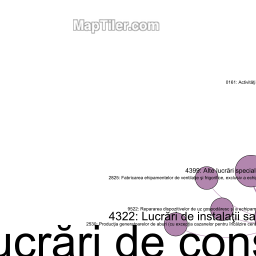 MapTiler.com
0161: Activităţi
4399: Alte lucrări special
2825: Fabricarea echipamentelor de ventilaţie şi frigorifice, exclusiv a echi
9522: Repararea dispozitivelor de uz gospodăresc şi a echipam
4322: Lucrări de instalaţii sa
2530: Producţia generatoarelor de aburi (cu excepţia cazanelor pentru încălzire cen
ucrări de cons